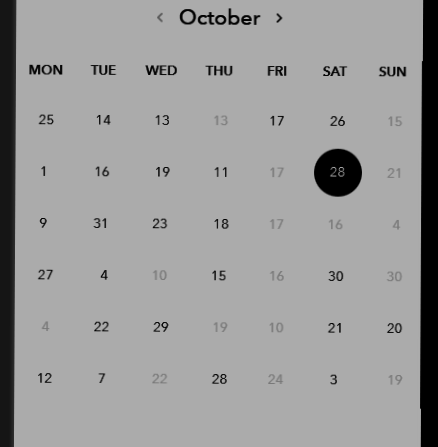 ‹ October ›
MON TUE WED THU FRI SAT SUN
25 14 13 13 17 26 15
1 16 19 11 17 28 21
9 31 23 18 17 16 4
27 4 10 15 16 30 30
4 22 29 19 10 21 20
12 7 22 28 24 3 19